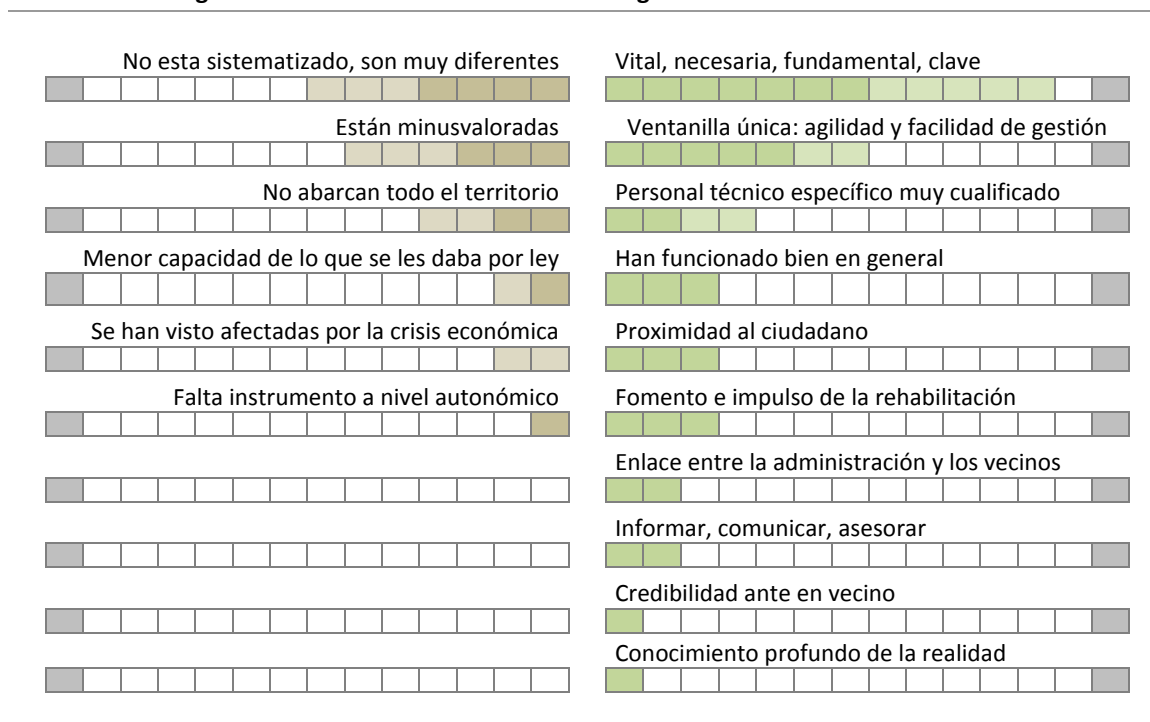 No esta sistematizado, son muy diferentes
Vital, necesaria, fundamental, clave
Están minusvaloradas
Ventanilla única: agilidad y facilidad de gestión
No abarcan todo el territorio
Personal técnico específico muy cualificado
Menor capacidad de lo que se les daba por ley
Han funcionado bien en general
Se han visto afectadas por la crisis económica
Proximidad al ciudadano
Falta instrumento a nivel autonómico
Fomento e impulso de la rehabilitación
Enlace entre la administración y los vecinos
Informar, comunicar, asesorar
Credibilidad ante en vecino
Conocimiento profundo de la realidad